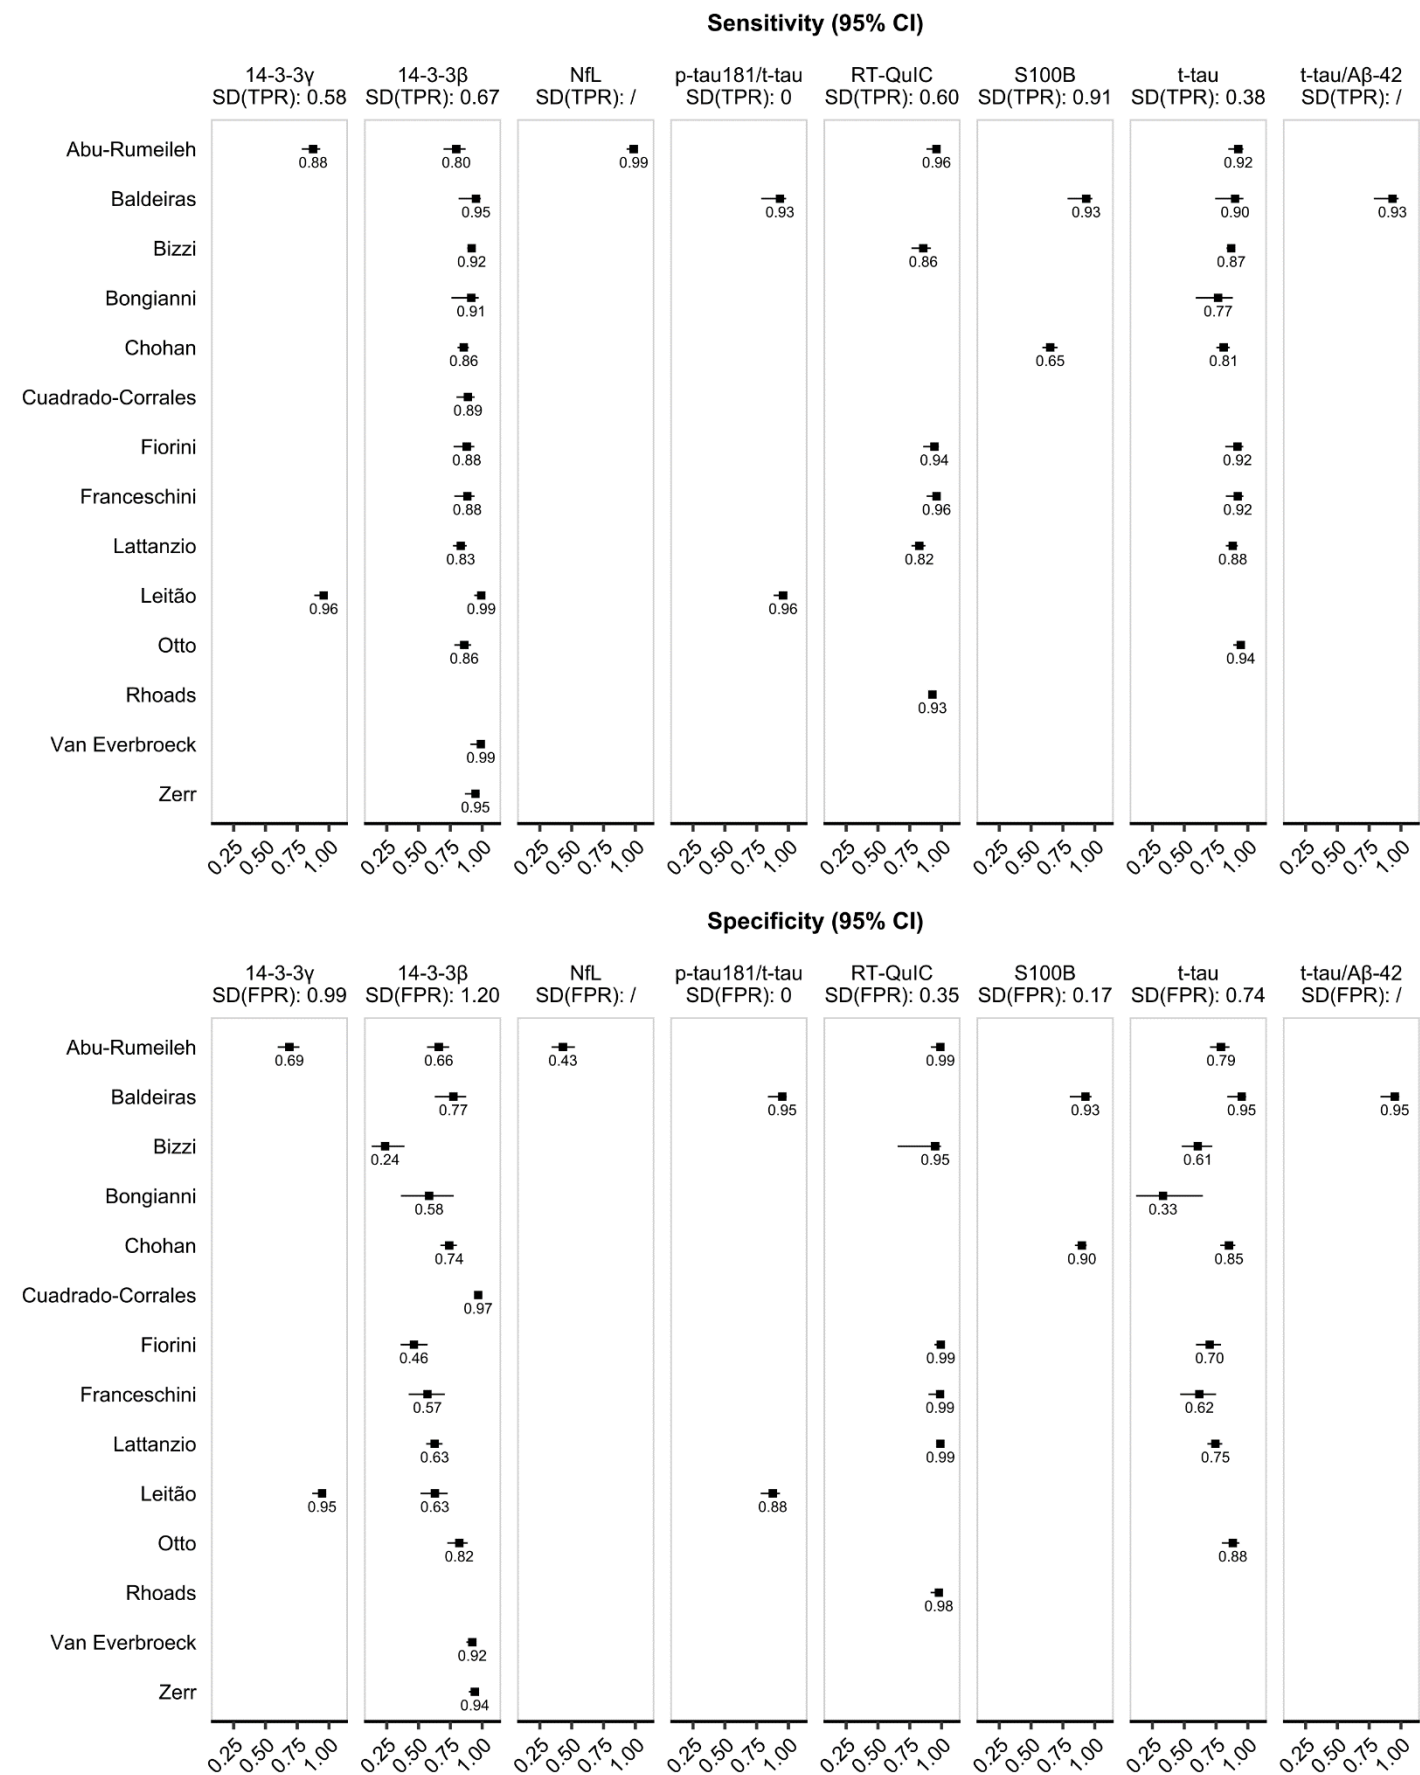 Sensitivity (95% CI)
14-3-3γ 14-3-3β NfL p-tau181/t-tau RT-QuIC S100B t-tau t-tau/Aβ-42
SD(TPR): 0.58 SD(TPR): 0.67 SD(TPR): / SD(TPR): 0 SD(TPR): 0.60 SD(TPR): 0.91 SD(TPR): 0.38 SD(TPR): /
Abu-Rumeileh
0.88 0.80 0.99 0.96 0.92
Baldeiras
0.95 0.93 0.93 0.90 0.93
Bizzi
0.92 0.86 0.87
Bongianni
0.91 0.77
Chohan
0.86 0.65 0.81
Cuadrado-Corrales
0.89
Fiorini
0.88 0.94 0.92
Franceschini
0.88 0.96 0.92
Lattanzio
0.83 0.82 0.88
Leitão
0.96 0.99 0.96
Otto
0.86 0.94
Rhoads
0.93
Van Everbroeck
0.99
Zerr
0.95
0.25 0.50 0.75 1.00 0.25 0.50 0.75 1.00 0.25 0.50 0.75 1.00 0.25 0.50 0.75 1.00 0.25 0.50 0.75 1.00 0.25 0.50 0.75 1.00 0.25 0.50 0.75 1.00 0.25 0.50 0.75 1.00
Specificity (95% CI)
14-3-3γ 14-3-3β NfL p-tau181/t-tau RT-QuIC S100B t-tau t-tau/Aβ-42
SD(FPR): 0.99 SD(FPR): 1.20 SD(FPR): / SD(FPR): 0 SD(FPR): 0.35 SD(FPR): 0.17 SD(FPR): 0.74 SD(FPR): /
Abu-Rumeileh
0.69 0.66 0.43 0.99 0.79
Baldeiras
0.77 0.95 0.93 0.95 0.95
Bizzi
0.24 0.95 0.61
Bongianni
0.58 0.33
Chohan
0.74 0.90 0.85
Cuadrado-Corrales
0.97
Fiorini
0.46 0.99 0.70
Franceschini
0.57 0.99 0.62
Lattanzio
0.63 0.99 0.75
Leitão
0.95 0.63 0.88
Otto
0.82 0.88
Rhoads
0.98
Van Everbroeck
0.92
Zerr
0.94
0.25 0.50 0.75 1.00 0.25 0.50 0.75 1.00 0.25 0.50 0.75 1.00 0.25 0.50 0.75 1.00 0.25 0.50 0.75 1.00 0.25 0.50 0.75 1.00 0.25 0.50 0.75 1.00 0.25 0.50 0.75 1.00